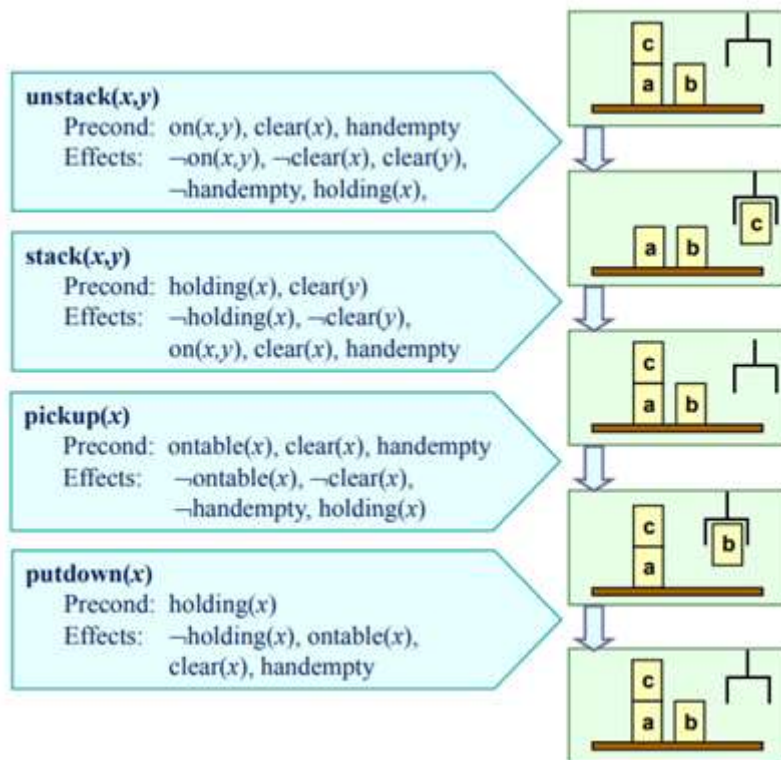 unstack(x,y)
Precond: on(x,y), clear(x), handempty
Effects: ¬on(x,y), ¬clear(x), clear(y),
¬handempty, holding(x),
stack(x,y)
Precond: holding(x), clear(y)
Effects: ¬holding(x), ¬clear(y),
on(x,y), clear(x), handempty
pickup(x)
Precond: ontable(x), clear(x), handempty
Effects: ¬ontable(x), ¬clear(x),
¬handempty, holding(x)
putdown(x)
Precond: holding(x)
Effects: ¬holding(x), ontable(x),
clear(x), handempty
c
a b
c
a b
c
a b
c
b
a
c
a b